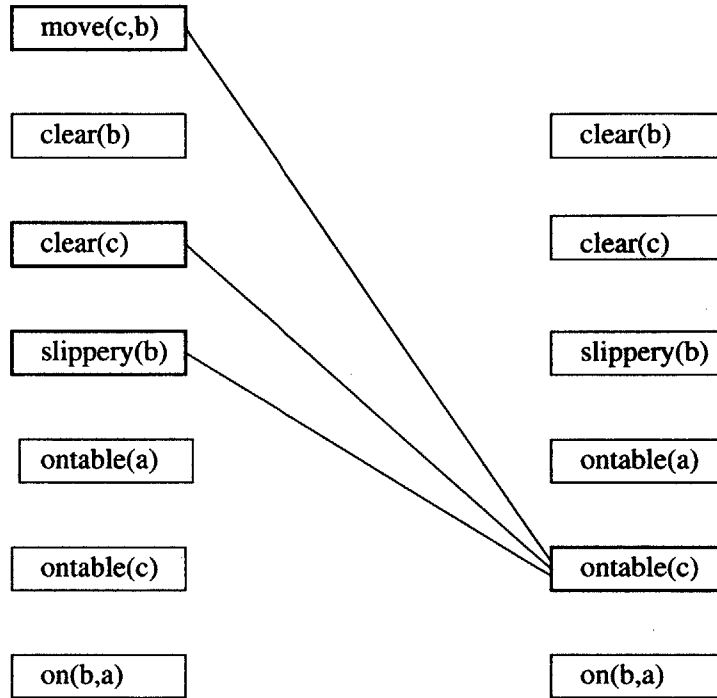 move(c,b)
clear(b)
clear(b)
clear(c)
clear(c)
slippery(b)
slippery(b)
ontable(a)
ontable(a)
ontable(c)
ontable(c)
on(b,a)
on(b,a)